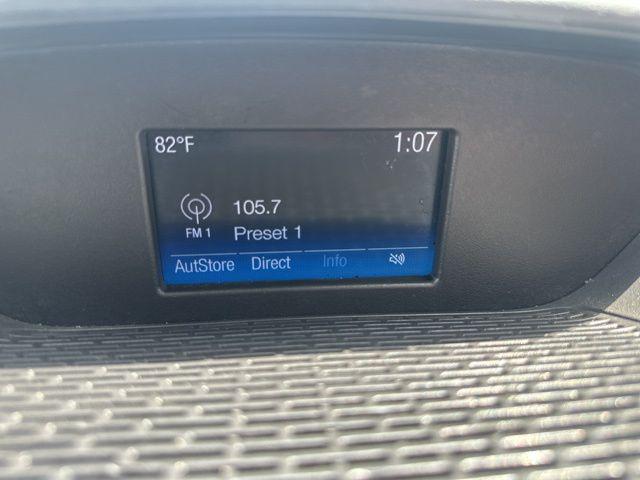 82°F 1:07
105.7
FM 1 Preset 1
AutStore Direct Info